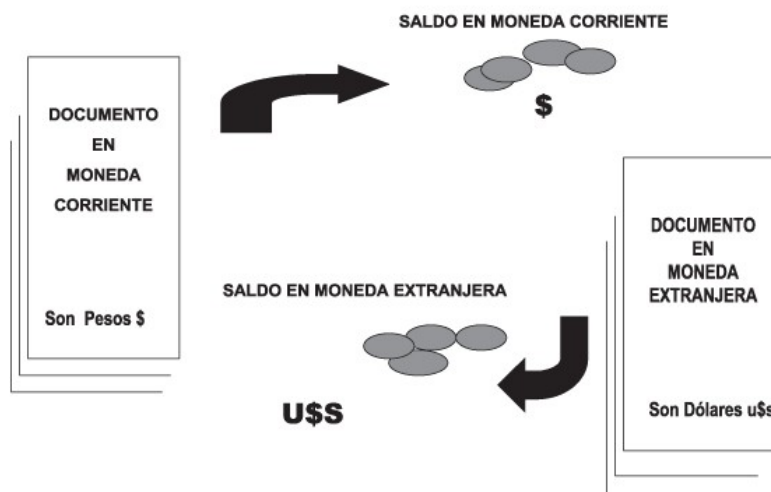 SALDO EN MONEDA CORRIENTE
$
DOCUMENTO
EN
MONEDA
CORRIENTE
Son Pesos $
DOCUMENTO
EN
MONEDA
EXTRANJERA
Son Dólares u$s
SALDO EN MONEDA EXTRANJERA
U$S